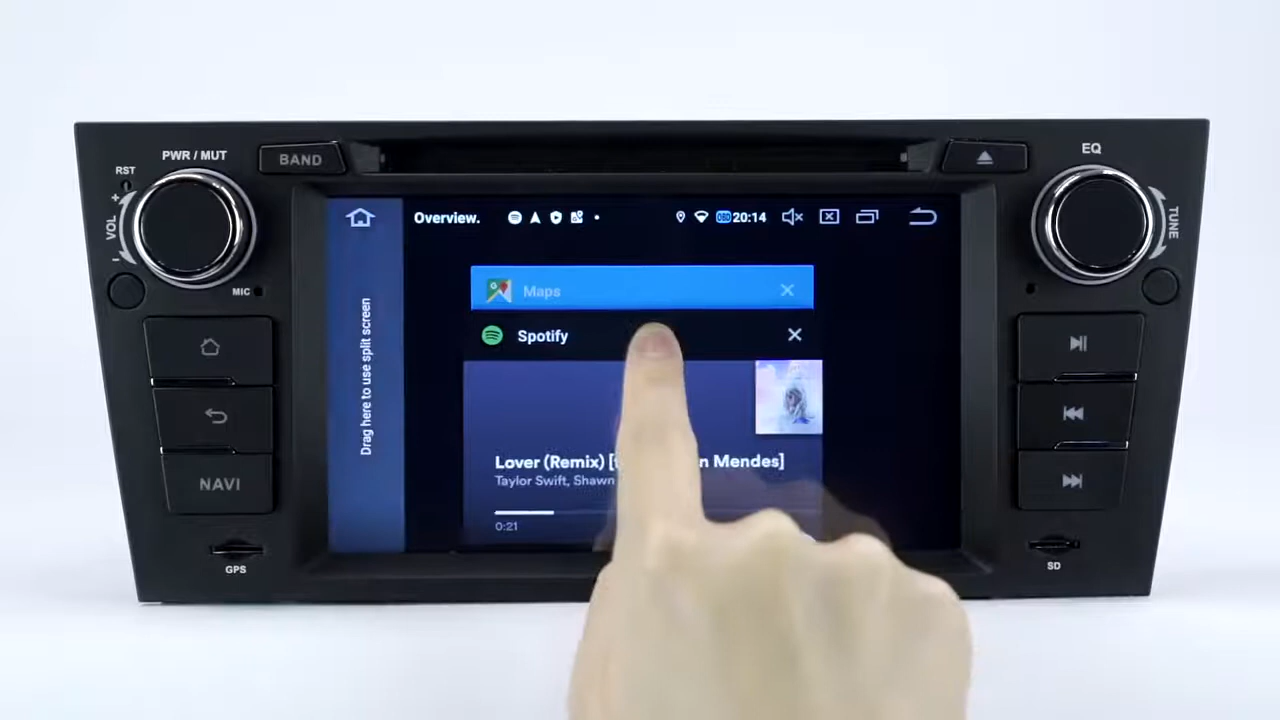 PWR / MUT
BAND
EQ
RST
VOL
TUNE
Overview.
OBD 20:14
Maps
MIC
Spotify
Drag here to use split screen
Lover (Remix) [ n Mendes]
Taylor Swift, Shawn
NAVI
0:21
GPS
SD